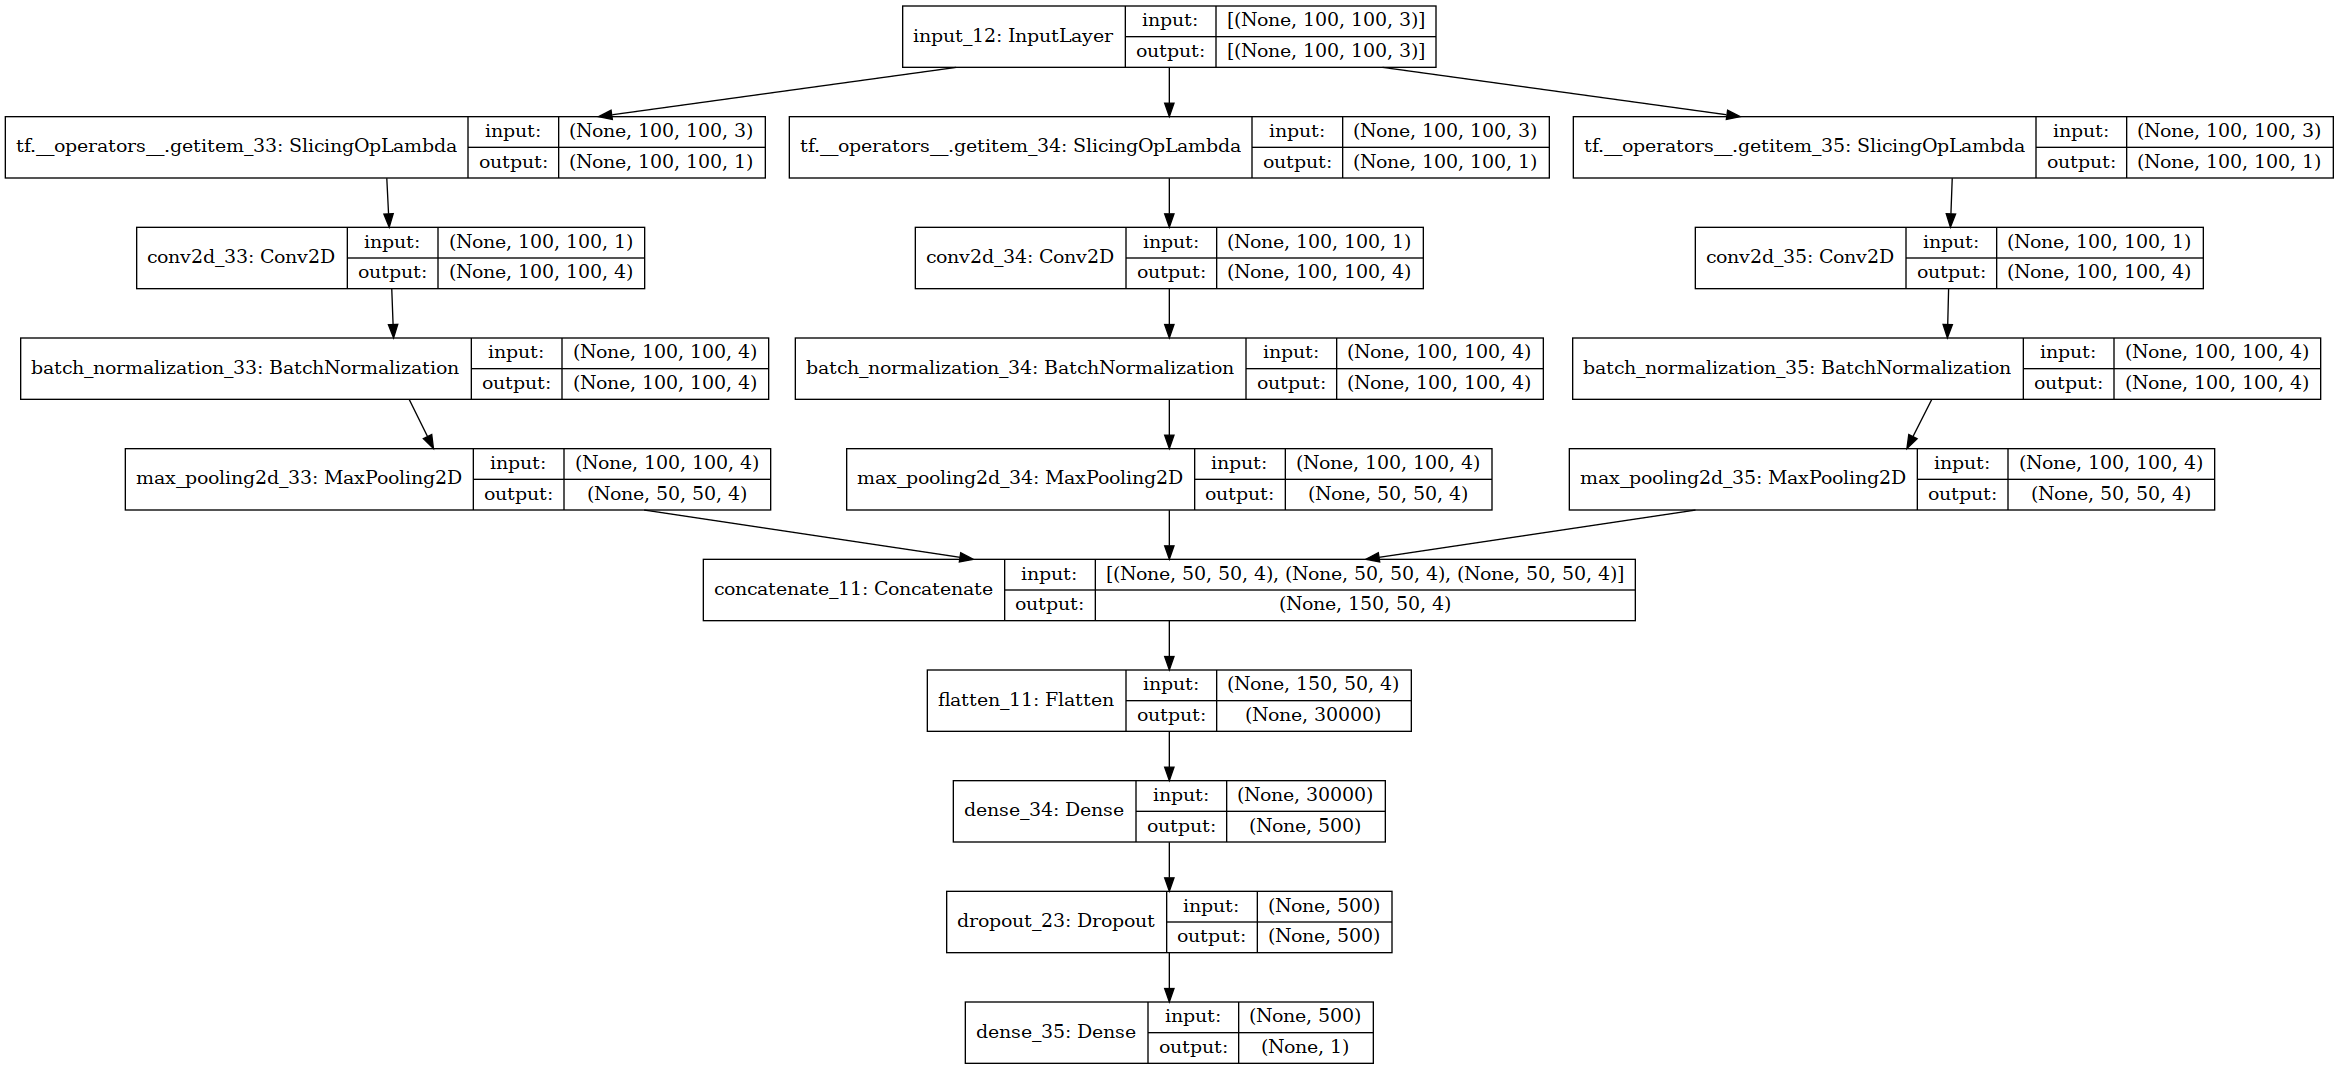 input_12: InputLayer
input:
[(None, 100, 100, 3)]
output:
[(None, 100, 100, 3)]
tf.__operators__.getitem_33: SlicingOpLambda
input:
(None, 100, 100, 3)
output:
(None, 100, 100, 1)
tf.__operators__.getitem_34: SlicingOpLambda
input:
(None, 100, 100, 3)
output:
(None, 100, 100, 1)
tf.__operators__.getitem_35: SlicingOpLambda
input:
(None, 100, 100, 3)
output:
(None, 100, 100, 1)
conv2d_33: Conv2D
input:
(None, 100, 100, 1)
output:
(None, 100, 100, 4)
conv2d_34: Conv2D
input:
(None, 100, 100, 1)
output:
(None, 100, 100, 4)
conv2d_35: Conv2D
input:
(None, 100, 100, 1)
output:
(None, 100, 100, 4)
batch_normalization_33: BatchNormalization
input:
(None, 100, 100, 4)
output:
(None, 100, 100, 4)
batch_normalization_34: BatchNormalization
input:
(None, 100, 100, 4)
output:
(None, 100, 100, 4)
batch_normalization_35: BatchNormalization
input:
(None, 100, 100, 4)
output:
(None, 100, 100, 4)
max_pooling2d_33: MaxPooling2D
input:
(None, 100, 100, 4)
output:
(None, 50, 50, 4)
max_pooling2d_34: MaxPooling2D
input:
(None, 100, 100, 4)
output:
(None, 50, 50, 4)
max_pooling2d_35: MaxPooling2D
input:
(None, 100, 100, 4)
output:
(None, 50, 50, 4)
concatenate_11: Concatenate
input:
[(None, 50, 50, 4), (None, 50, 50, 4), (None, 50, 50, 4)]
output:
(None, 150, 50, 4)
flatten_11: Flatten
input:
(None, 150, 50, 4)
output:
(None, 30000)
dense_34: Dense
input:
(None, 30000)
output:
(None, 500)
dropout_23: Dropout
input:
(None, 500)
output:
(None, 500)
dense_35: Dense
input:
(None, 500)
output:
(None, 1)